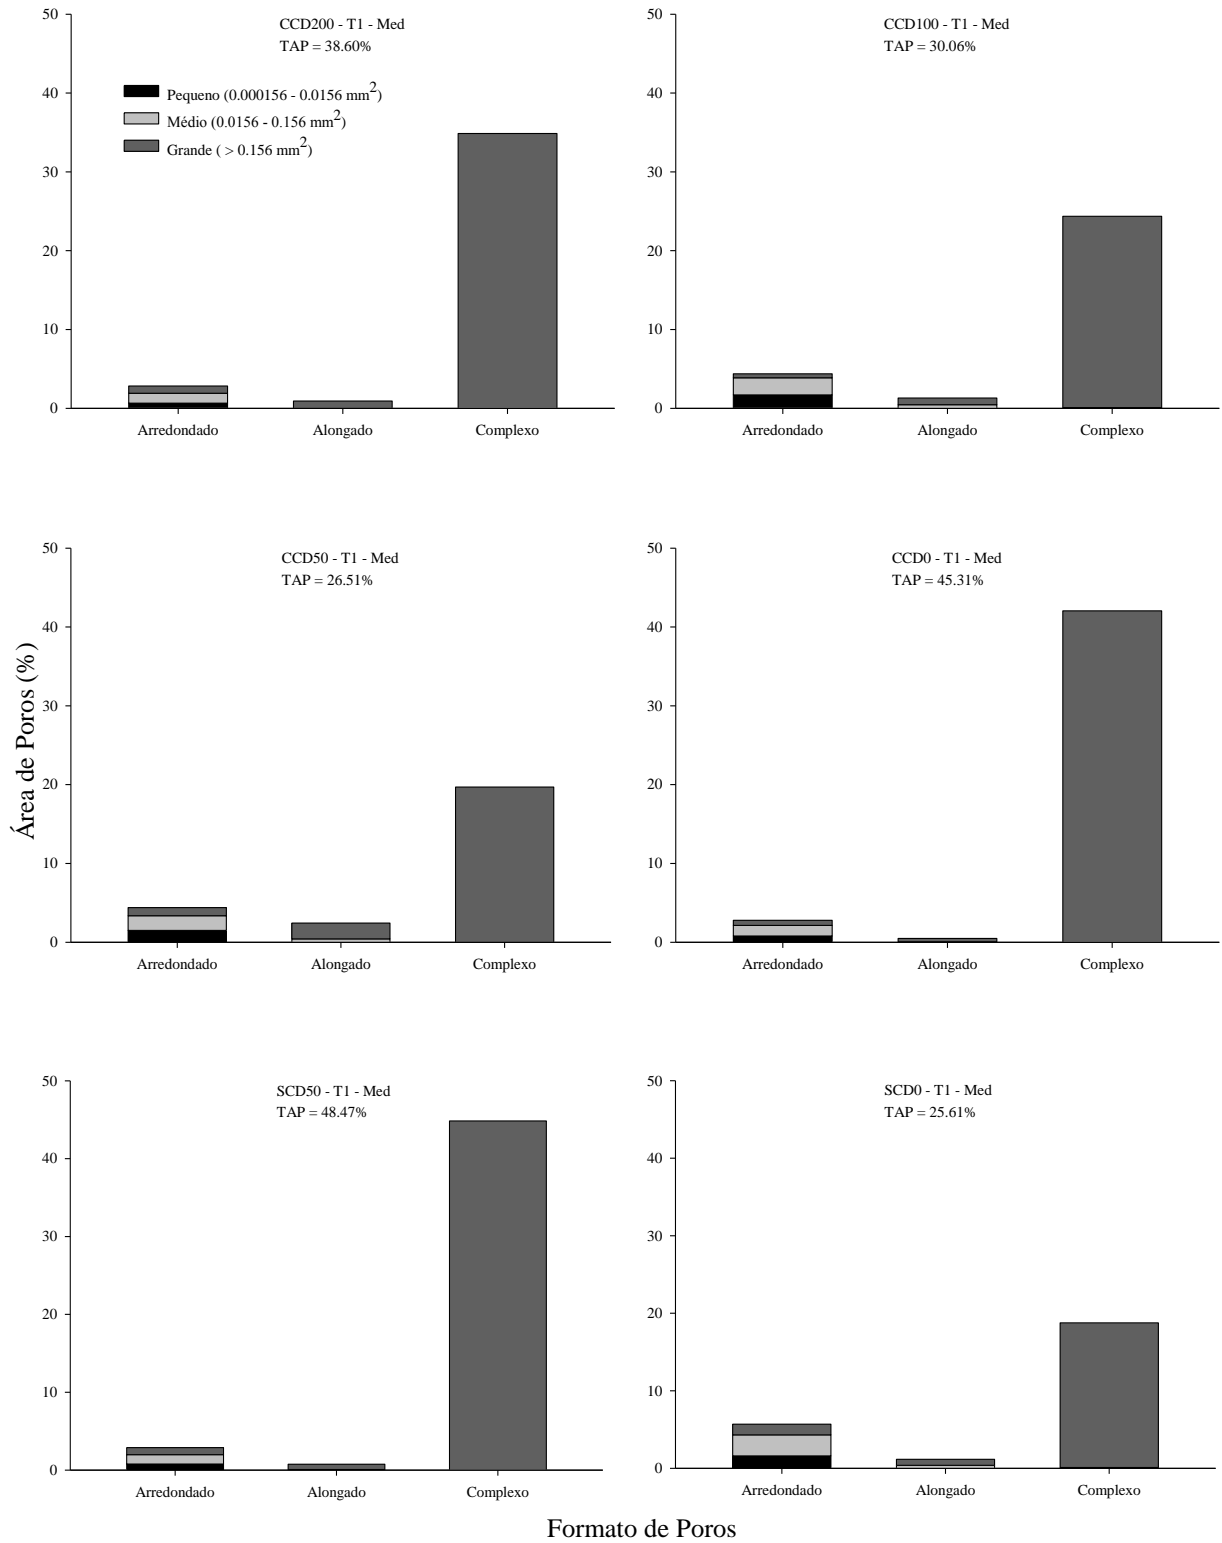 CCD200 - T1 - Med
TAP = 38.60%
Pequeno (0.000156 - 0.0156 mm2)
Médio (0.0156 - 0.156 mm2)
Grande ( > 0.156 mm2)
50
40
30
20
10
0
Arredondado Alongado Complexo
CCD100 - T1 - Med
TAP = 30.06%
50
40
30
20
10
0
Arredondado Alongado Complexo
Área de Poros (%)
CCD50 - T1 - Med
TAP = 26.51%
50
40
30
20
10
0
Arredondado Alongado Complexo
CCD0 - T1 - Med
TAP = 45.31%
50
40
30
20
10
0
Arredondado Alongado Complexo
SCD50 - T1 - Med
TAP = 48.47%
50
40
30
20
10
0
Arredondado Alongado Complexo
SCD0 - T1 - Med
TAP = 25.61%
50
40
30
20
10
0
Arredondado Alongado Complexo
Formato de Poros